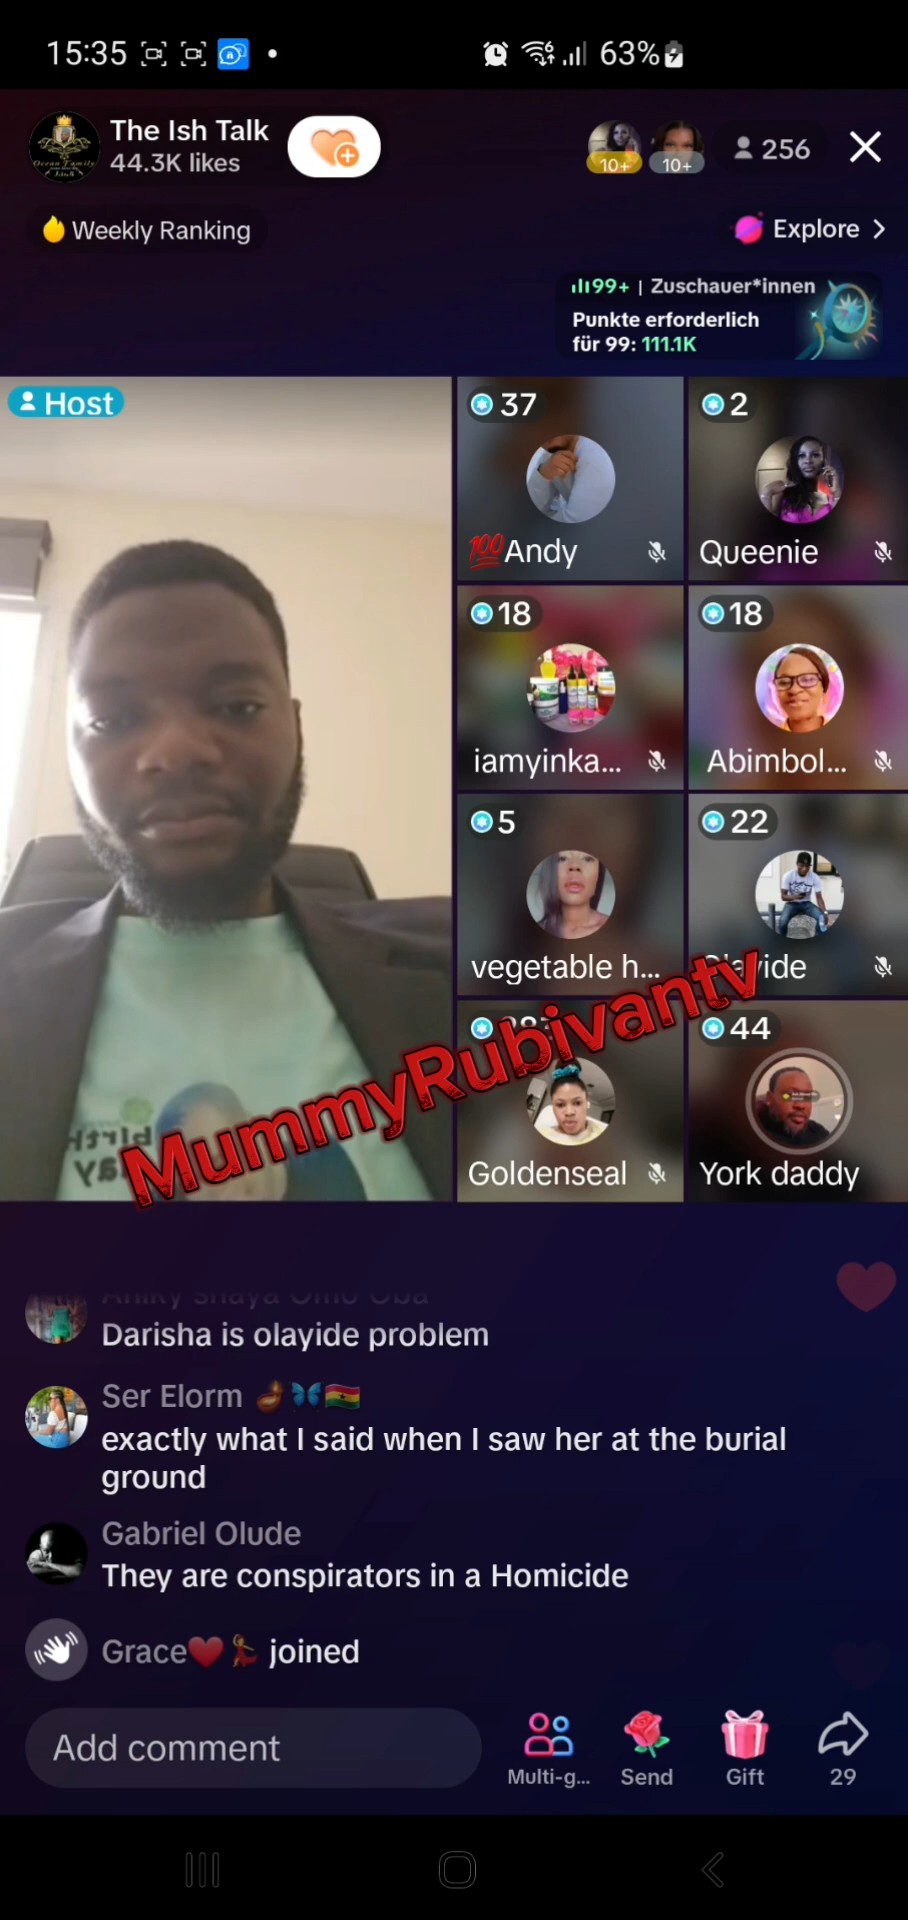 15:35
63%
The Ish Talk
44.3K likes
10+
10+
256
Weekly Ranking
Explore
99+ | Zuschauer*innen
Punkte erforderlich
für 99: 111.1K
Host
37
2
💯Andy
Queenie
18
18
iamyinka...
Abimbol...
5
22
vegetable h...
44
Goldenseal
York daddy
MummyRubivantv
Darisha is olayide problem
Ser Elorm 🪔🦋🇬🇭
exactly what I said when I saw her at the burial
ground
Gabriel Olude
They are conspirators in a Homicide
Grace❤️💃 joined
Add comment
Multi-g...
Send
Gift
29